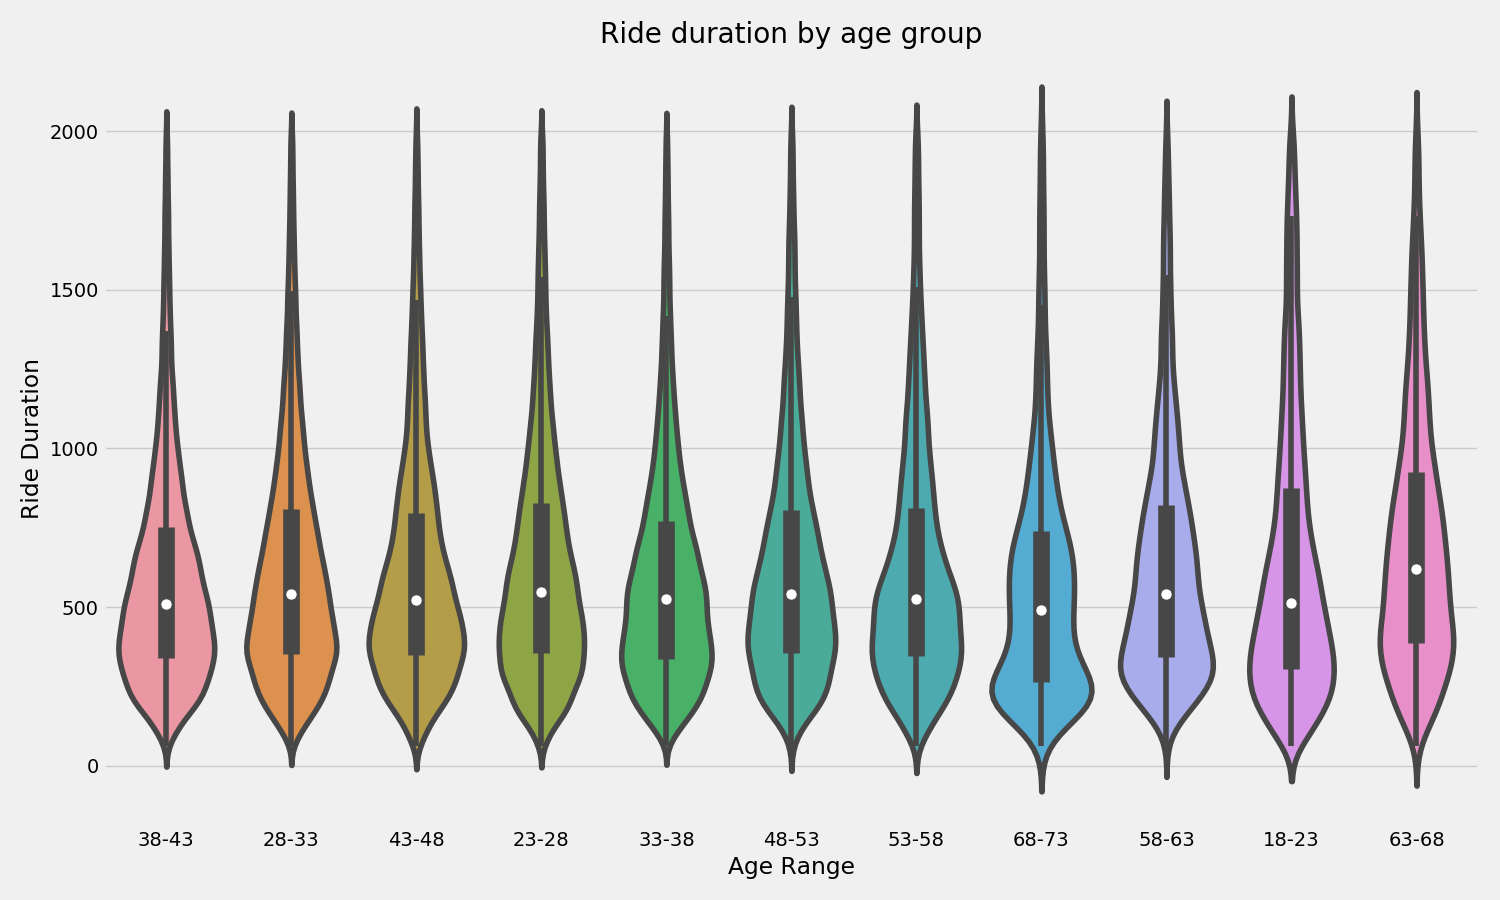 Ride duration by age group
Ride Duration
2000
1500
1000
500
0
38-43 28-33 43-48 23-28 33-38 48-53 53-58 68-73 58-63 18-23 63-68
Age Range